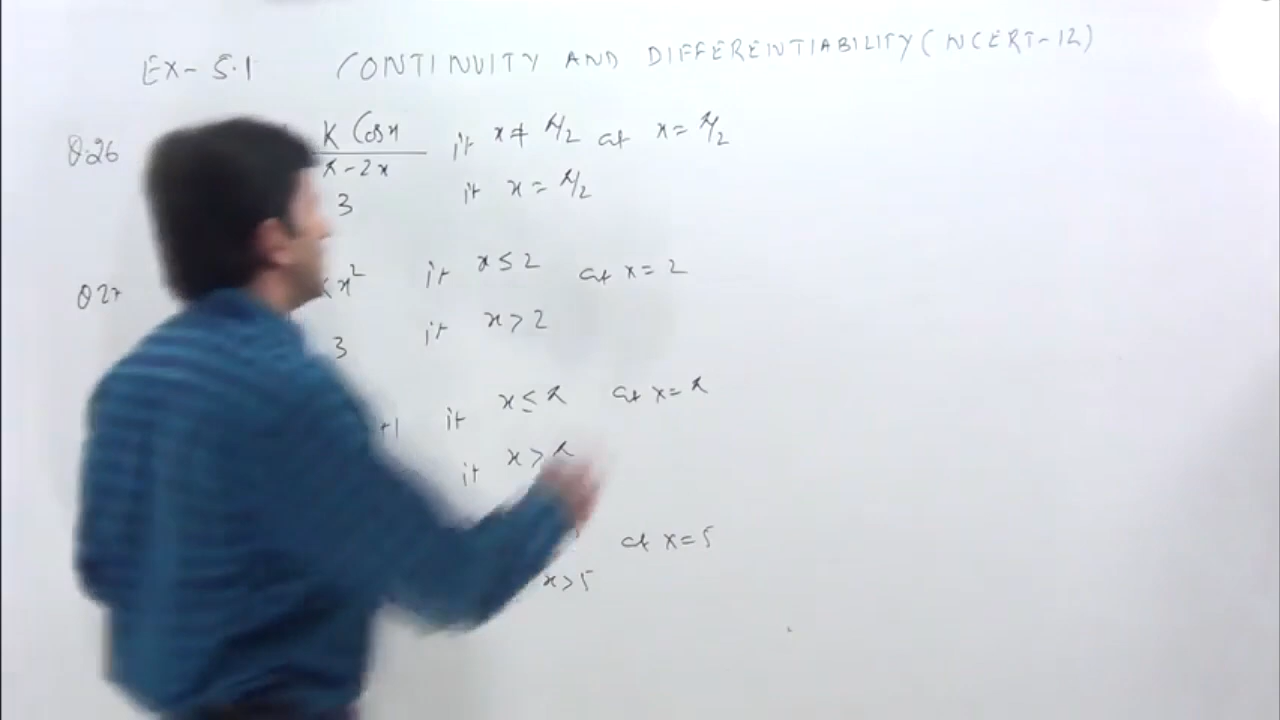 EX- 5.1 CONTINUITY AND DIFFERENTIABILITY (NCERT-12)
Q.26 K Cosx if x ≠ π/2 at x = π/2
π - 2x
3 if x = π/2
Q 27 x² if x ≤ 2 at x = 2
3 if x > 2
+1 if x ≤ π at x = π
if x > π
at x = 5
x > 5